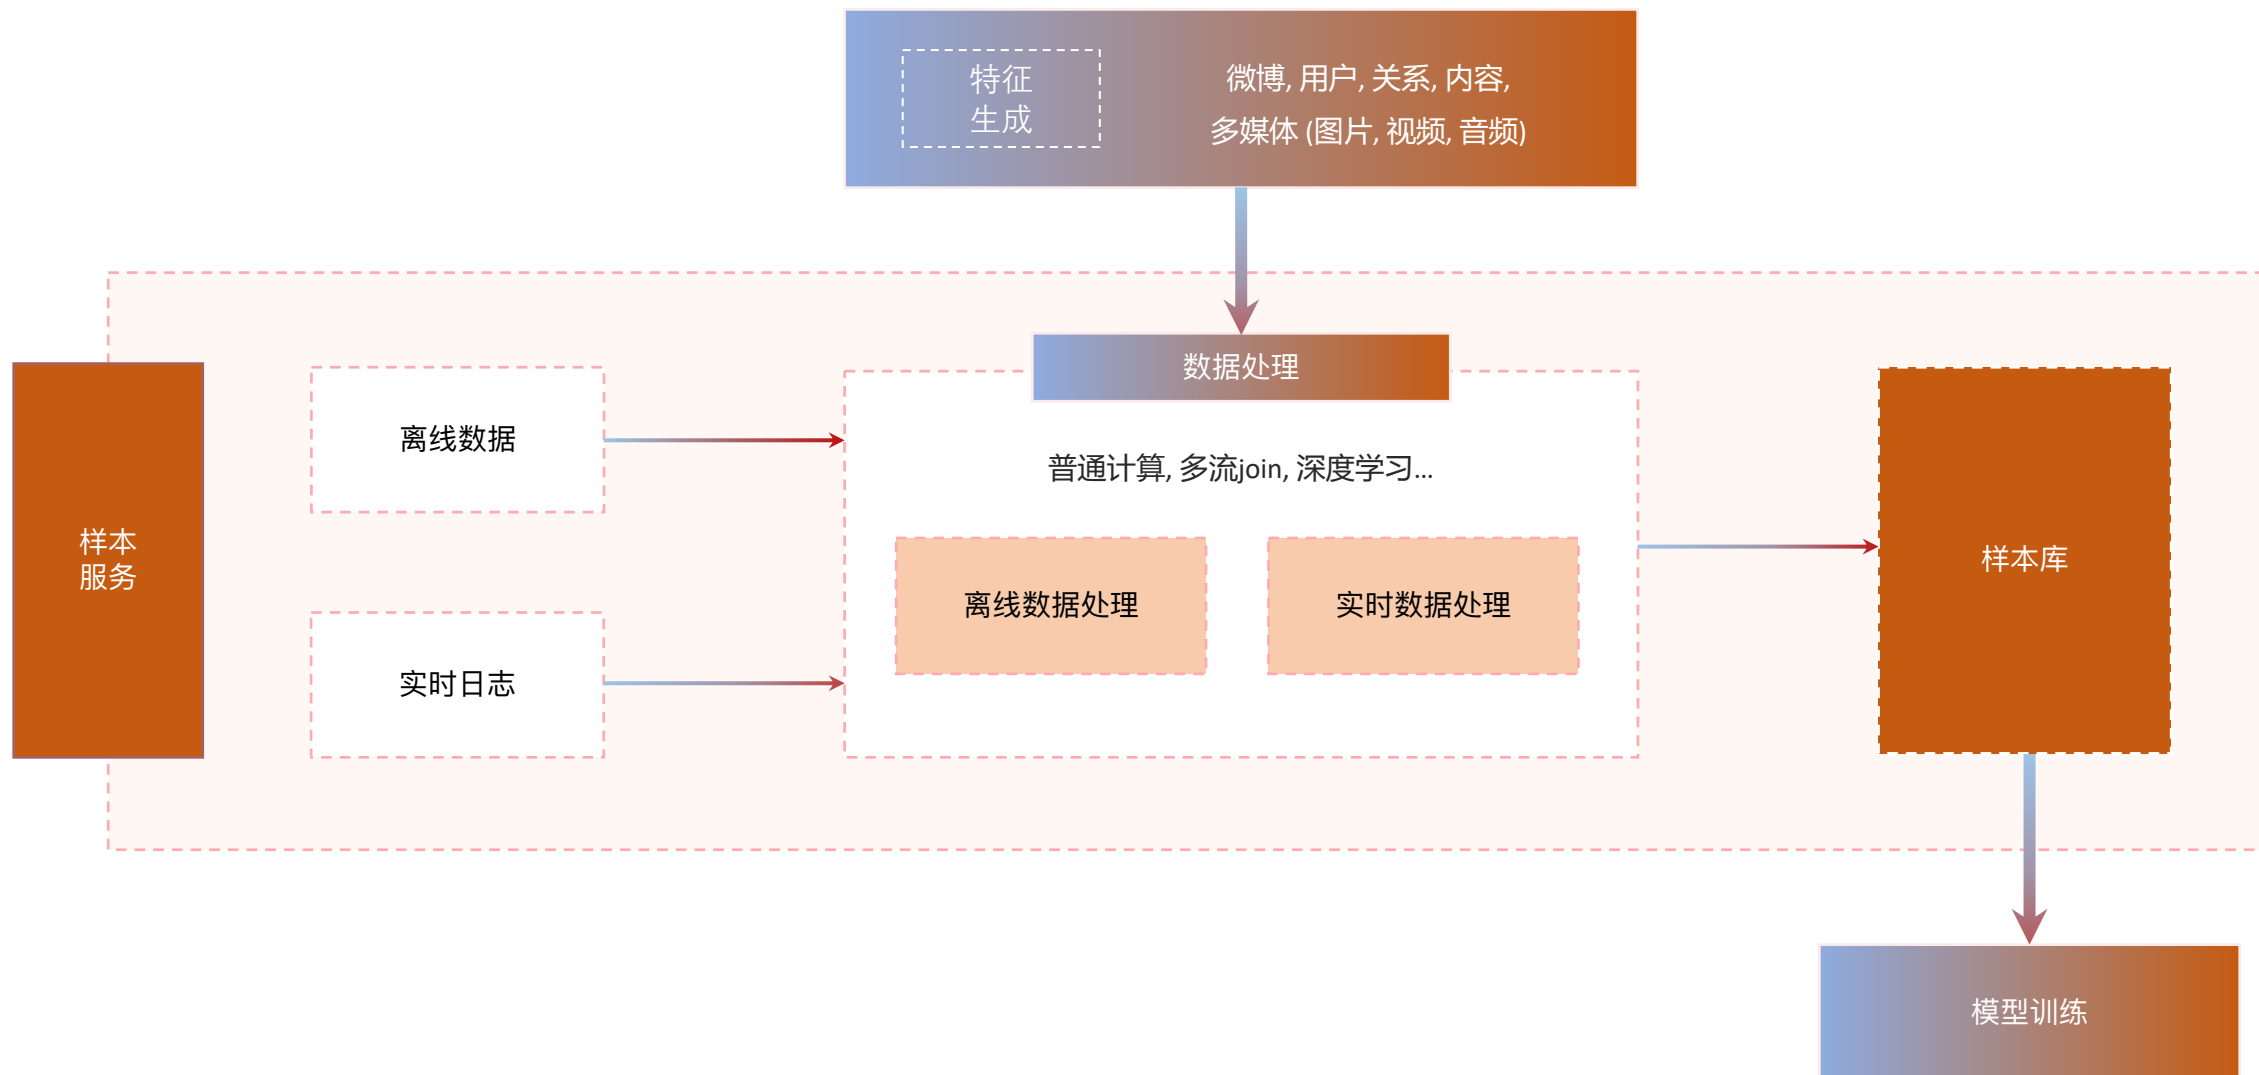 特征
生成
微博, 用户, 关系, 内容,
多媒体 (图片, 视频, 音频)
数据处理
离线数据
普通计算, 多流join, 深度学习...
样本
服务
样本库
离线数据处理
实时数据处理
实时日志
模型训练